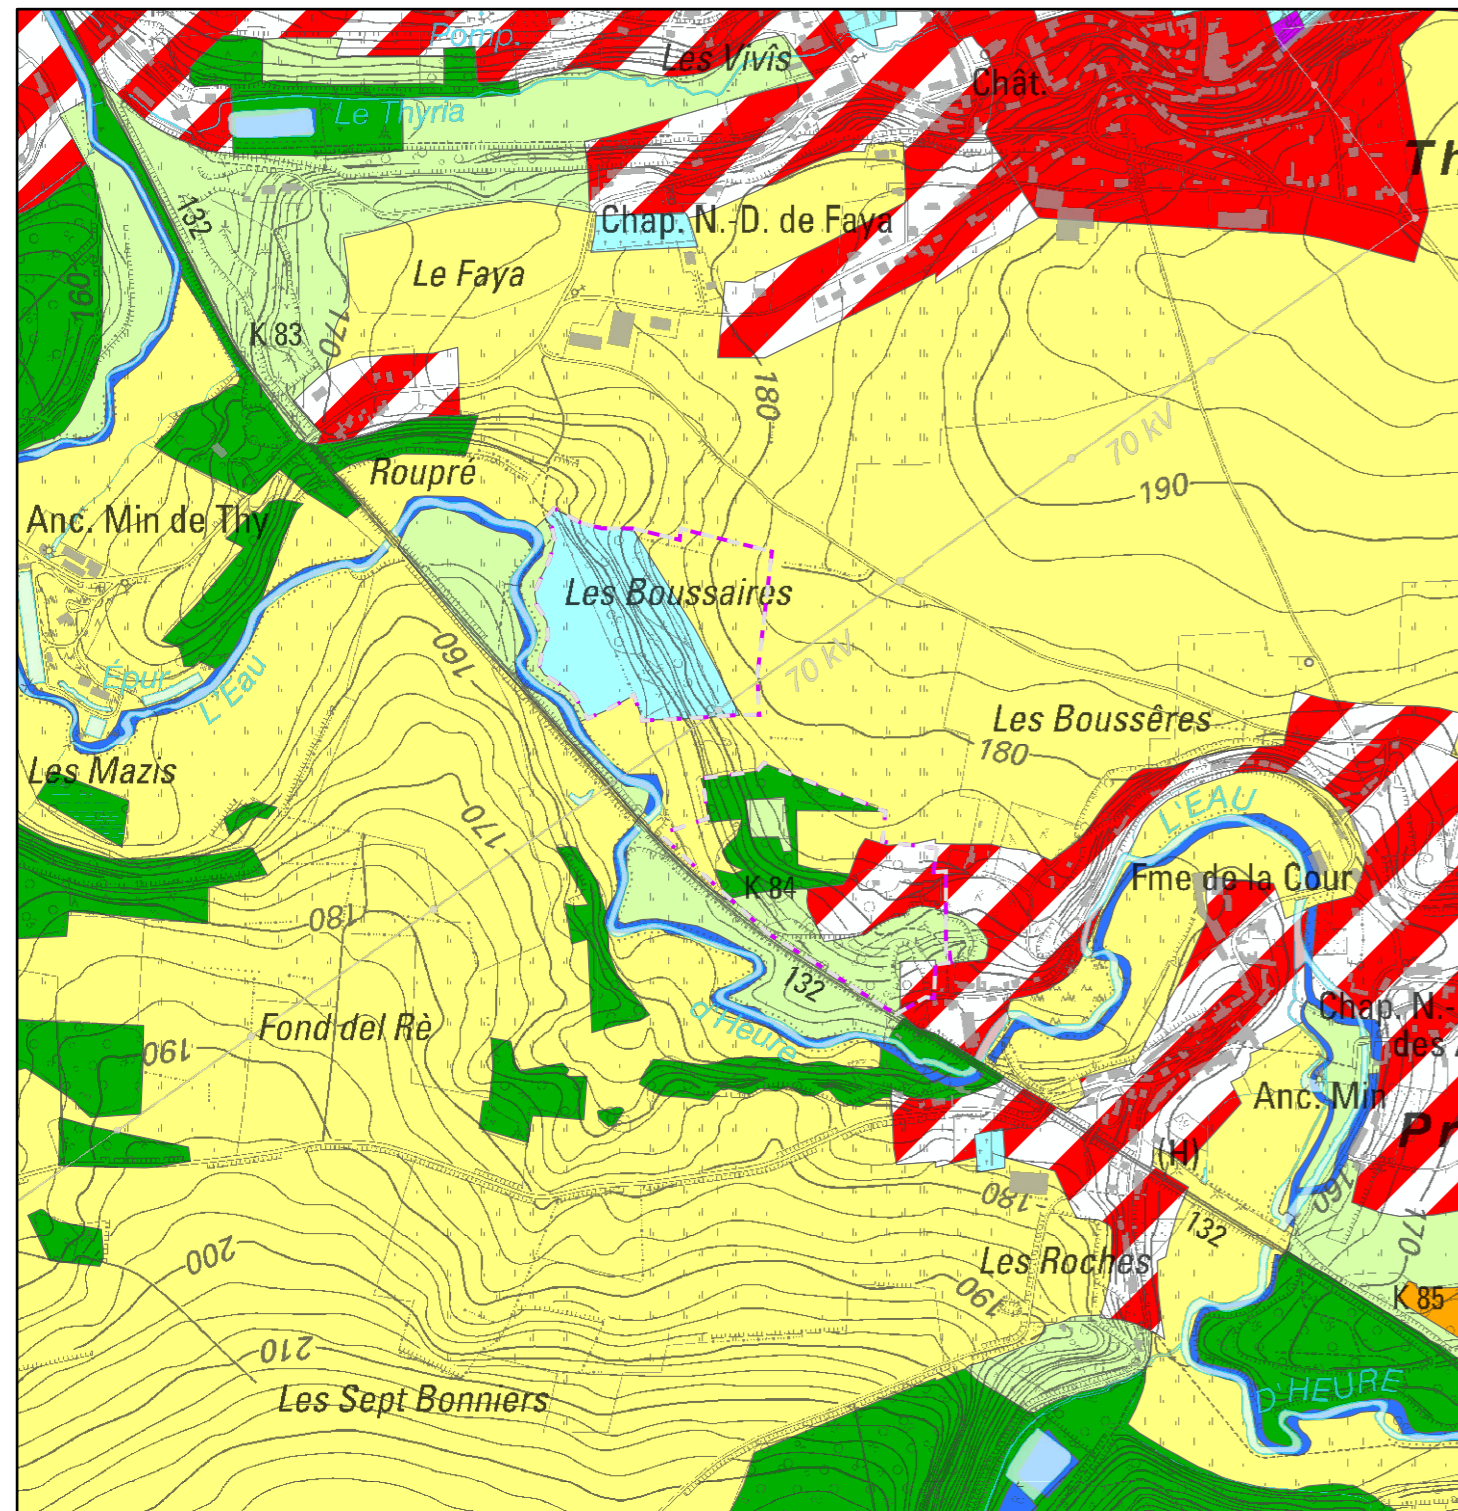 Pomp.
Les Vivîs
Chât.
Le Thyria
Th
132
Chap. N.-D. de Faya
160
Le Faya
K 83
170
180
70 kV
Roupré
190
Anc. Min de Thy
Les Boussaires
160
70 kV
Épur
L'Eau
Les Boussêres
180
Les Mazis
170
L'EAU
Fme de la Cour
K 84
180
132
Chap. N.-
d'Heure
Fond del Rè
des
190
Anc. Min
Pr
(H)
180
160
132
170
200
Les Roches
190
K 85
210
D'HEURE
Les Sept Bonniers